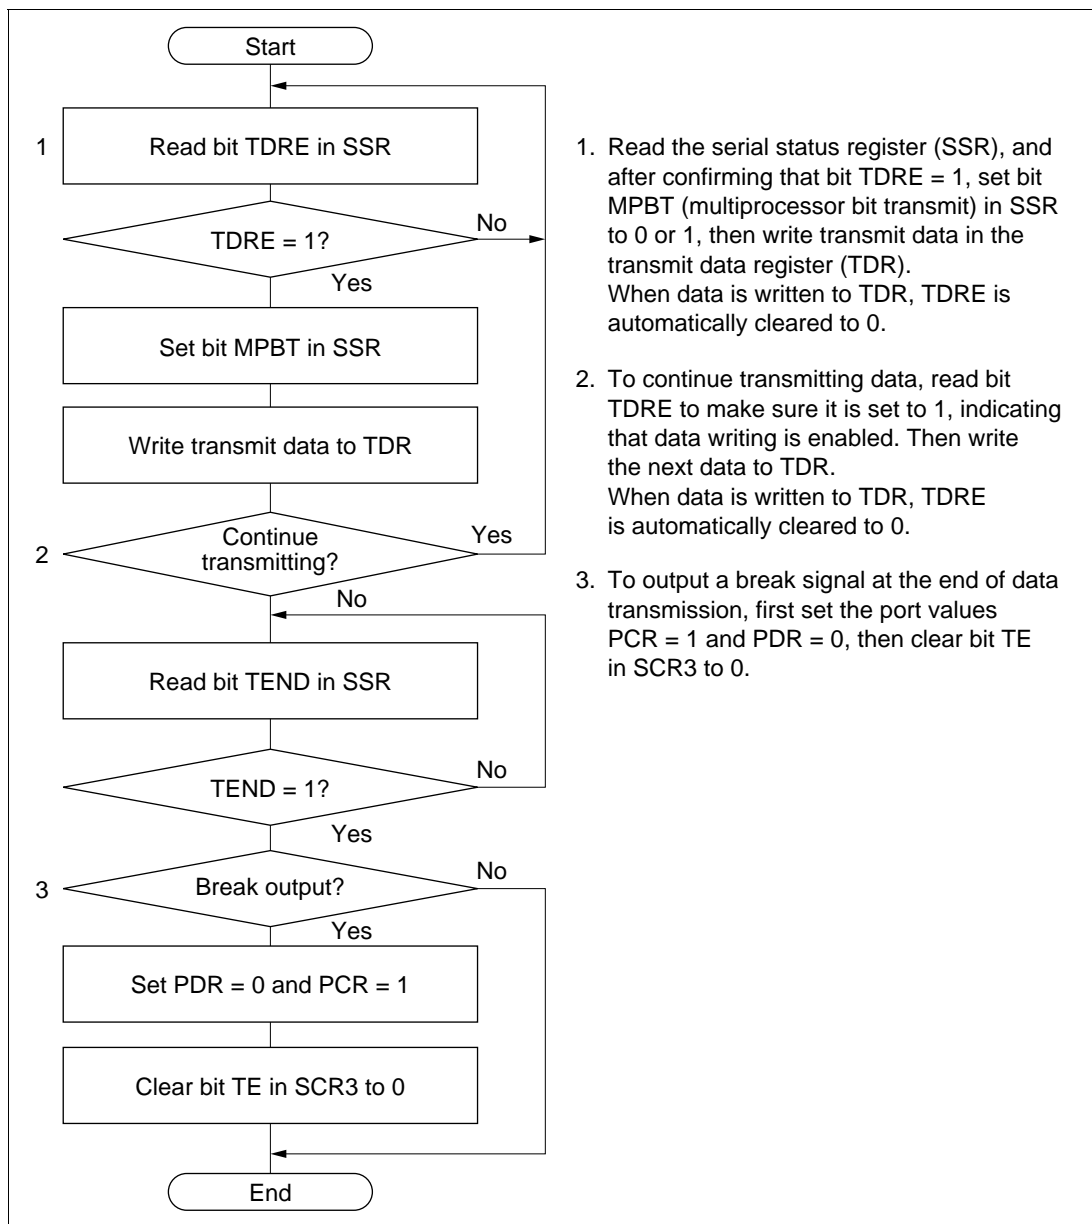 Start
1
Read bit TDRE in SSR
TDRE = 1?
No
Yes
Set bit MPBT in SSR
Write transmit data to TDR
2
Continue
transmitting?
Yes
No
Read bit TEND in SSR
TEND = 1?
No
Yes
3
Break output?
No
Yes
Set PDR = 0 and PCR = 1
Clear bit TE in SCR3 to 0
End
1. Read the serial status register (SSR), and
after confirming that bit TDRE = 1, set bit
MPBT (multiprocessor bit transmit) in SSR
to 0 or 1, then write transmit data in the
transmit data register (TDR).
When data is written to TDR, TDRE is
automatically cleared to 0.
2. To continue transmitting data, read bit
TDRE to make sure it is set to 1, indicating
that data writing is enabled. Then write
the next data to TDR.
When data is written to TDR, TDRE
is automatically cleared to 0.
3. To output a break signal at the end of data
transmission, first set the port values
PCR = 1 and PDR = 0, then clear bit TE
in SCR3 to 0.